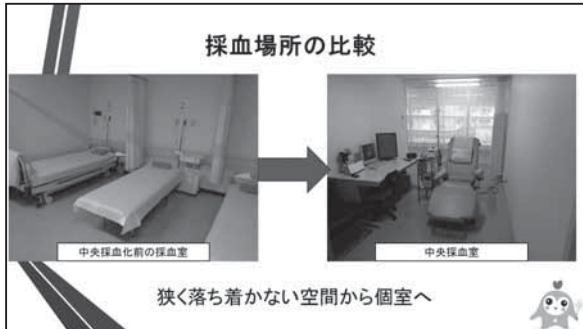 採血場所の比較
中央採血化前の採血室
中央採血室
狭く落ち着かない空間から個室へ